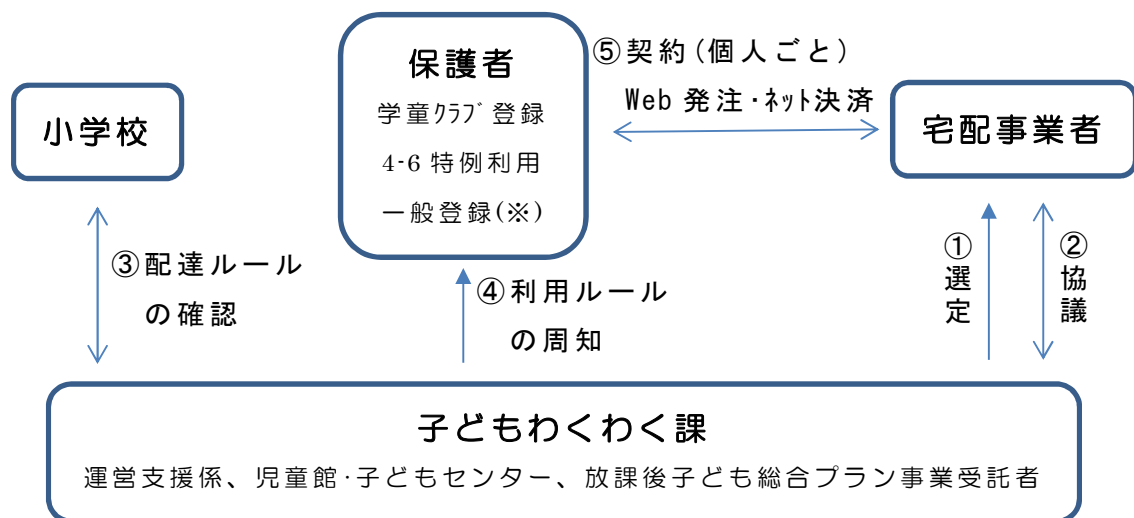 小学校
保護者
学童ｸﾗﾌﾞ登録
4-6特例利用
一般登録(※)
⑤契約(個人ごと)
Web発注･ﾈｯﾄ決済
宅配事業者
③配達ルール
の確認
④利用ルール
の周知
①選定
②協議
子どもわくわく課
運営支援係、児童館･子どもセンター、放課後子ども総合プラン事業受託者